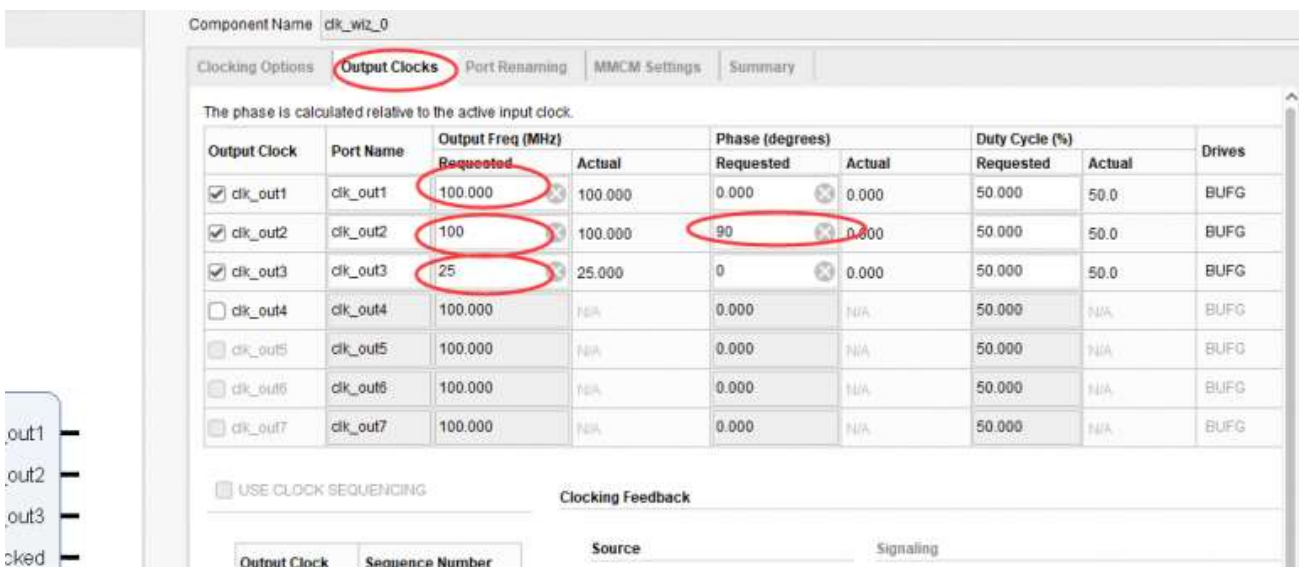 Component Name clk_wiz_0
Clocking Options Output Clocks Port Renaming MMCM Settings Summary
The phase is calculated relative to the active input clock.
Output Clock Port Name Output Freq (MHz) Phase (degrees) Duty Cycle (%) Drives
Requested Actual Requested Actual Requested Actual
clk_out1 clk_out1 100.000 100.000 0.000 0.000 50.000 50.0 BUFG
clk_out2 clk_out2 100 100.000 90 0.000 50.000 50.0 BUFG
clk_out3 clk_out3 25 25.000 0 0.000 50.000 50.0 BUFG
clk_out4 clk_out4 100.000 N/A 0.000 N/A 50.000 N/A BUFG
clk_out5 clk_out5 100.000 N/A 0.000 N/A 50.000 N/A BUFG
clk_out6 clk_out6 100.000 N/A 0.000 N/A 50.000 N/A BUFG
clk_out7 clk_out7 100.000 N/A 0.000 N/A 50.000 N/A BUFG
_out1
_out2
_out3
cked
USE CLOCK SEQUENCING
Clocking Feedback
Output Clock Sequence Number
Source Signaling